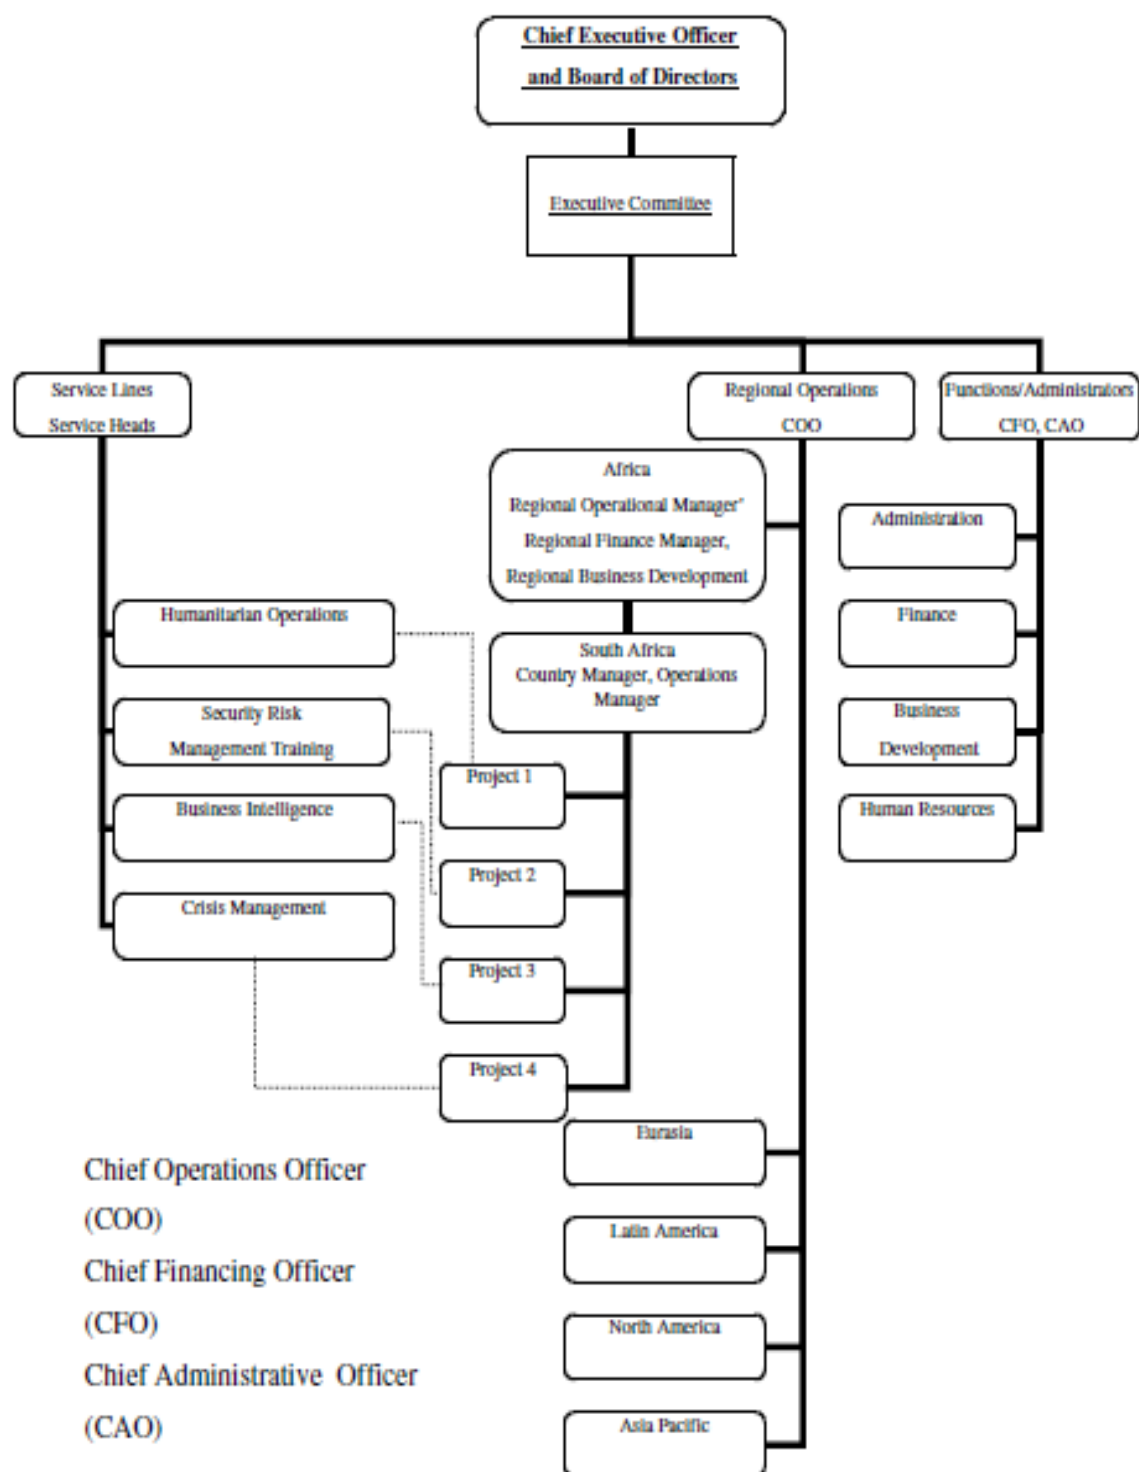 Chief Executive Officer
and Board of Directors
Executive Committee
Service Lines
Service Heads
Regional Operations
COO
Functions/Administrators
CFO, CAO
Africa
Regional Operational Manager"
Regional Finance Manager,
Regional Business Development
South Africa
Country Manager, Operations
Manager
Humanitarian Operations
Security Risk
Management Training
Business Intelligence
Crisis Management
Project 1
Project 2
Project 3
Project 4
Administration
Finance
Business
Development
Human Resources
Eurasia
Latin America
North America
Asia Pacific
Chief Operations Officer
(COO)
Chief Financing Officer
(CFO)
Chief Administrative Officer
(CAO)